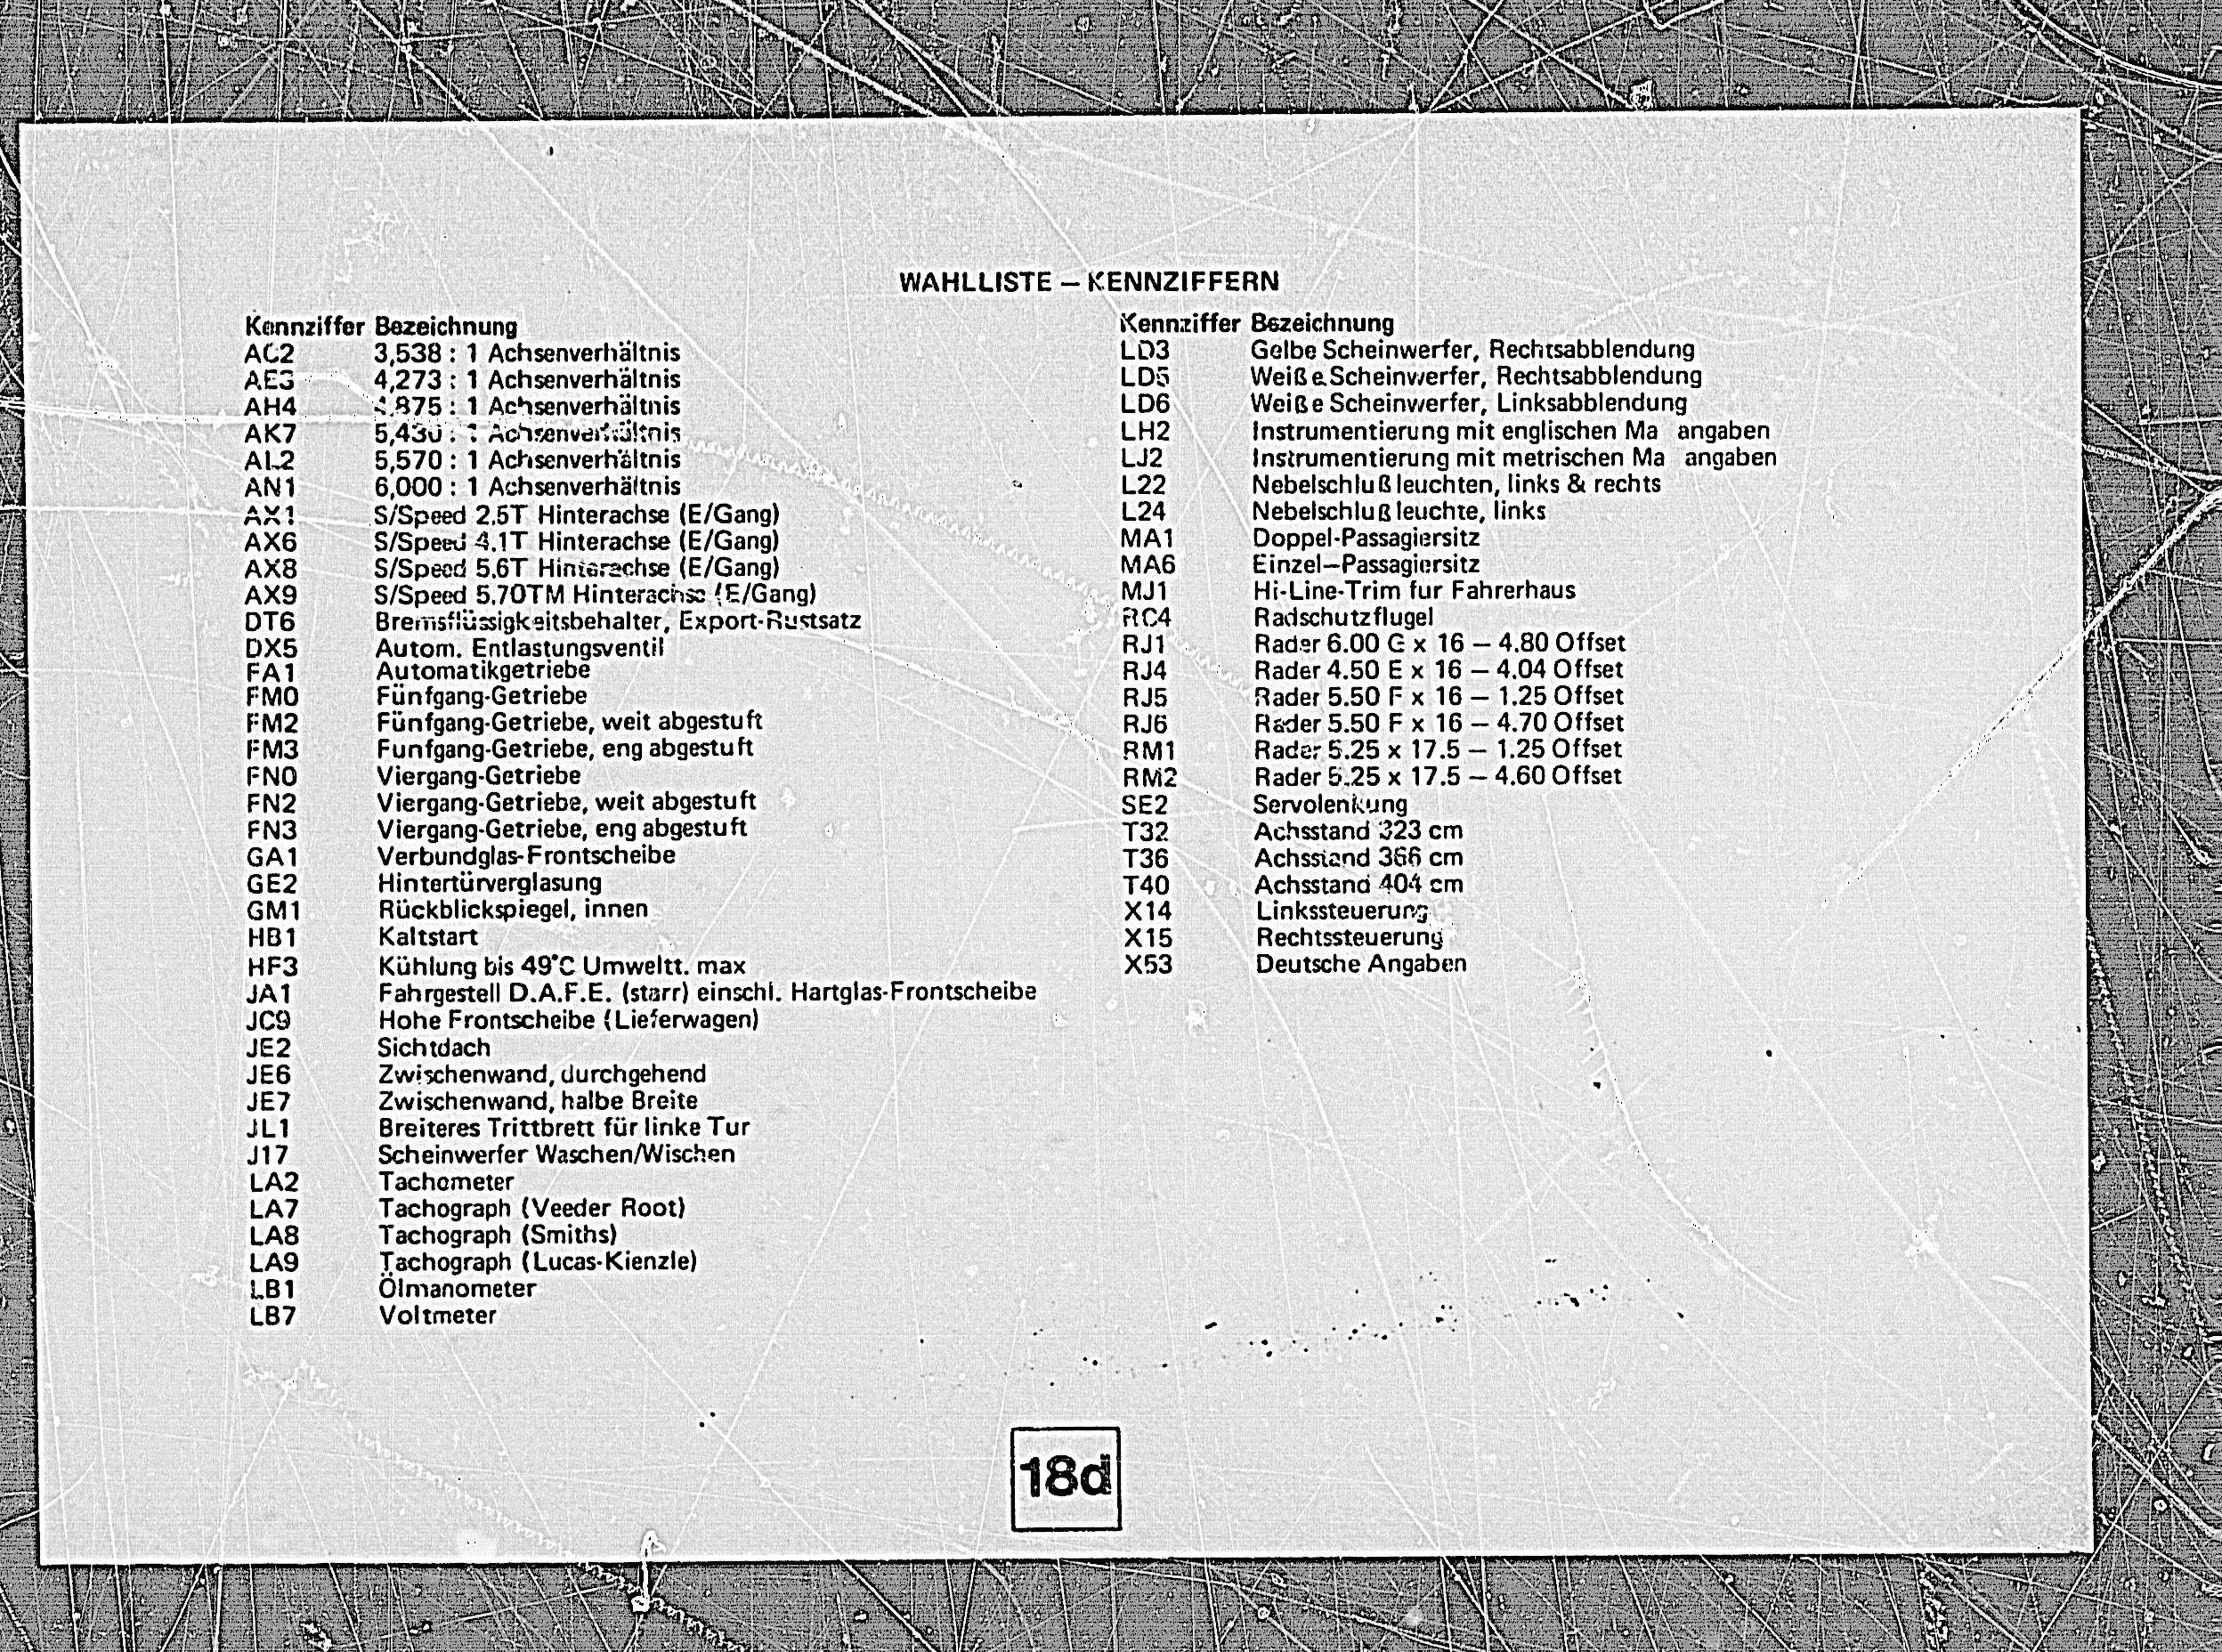 WAHLLISTE – KENNZIFFERN
Kennziffer Bezeichnung
AC2 3,538 : 1 Achsenverhältnis
AE3 4,273 : 1 Achsenverhältnis
AH4 4,875 : 1 Achsenverhältnis
AK7 5,430 : 1 Achsenverhältnis
AL2 5,570 : 1 Achsenverhältnis
AN1 6,000 : 1 Achsenverhältnis
AX1 S/Speed 2.5T Hinterachse (E/Gang)
AX6 S/Speed 4.1T Hinterachse (E/Gang)
AX8 S/Speed 5.6T Hinterachse (E/Gang)
AX9 S/Speed 5.70TM Hinterachse (E/Gang)
DT6 Bremsflüssigkeitsbehalter, Export-Rustsatz
DX5 Autom. Entlastungsventil
FA1 Automatikgetriebe
FM0 Fünfgang-Getriebe
FM2 Fünfgang-Getriebe, weit abgestuft
FM3 Funfgang-Getriebe, eng abgestuft
FN0 Viergang-Getriebe
FN2 Viergang-Getriebe, weit abgestuft
FN3 Viergang-Getriebe, eng abgestuft
GA1 Verbundglas-Frontscheibe
GE2 Hintertürverglasung
GM1 Rückblickspiegel, innen
HB1 Kaltstart
HF3 Kühlung bis 49°C Umweltt. max
JA1 Fahrgestell D.A.F.E. (starr) einschl. Hartglas-Frontscheibe
JC9 Hohe Frontscheibe (Lieferwagen)
JE2 Sichtdach
JE6 Zwischenwand, durchgehend
JE7 Zwischenwand, halbe Breite
JL1 Breiteres Trittbrett für linke Tur
J17 Scheinwerfer Waschen/Wischen
LA2 Tachometer
LA7 Tachograph (Veeder Root)
LA8 Tachograph (Smiths)
LA9 Tachograph (Lucas-Kienzle)
LB1 Ölmanometer
LB7 Voltmeter
Kennziffer Bezeichnung
LD3 Gelbe Scheinwerfer, Rechtsabblendung
LD5 Weiße Scheinwerfer, Rechtsabblendung
LD6 Weiße Scheinwerfer, Linksabblendung
LH2 Instrumentierung mit englischen Ma angaben
LJ2 Instrumentierung mit metrischen Ma angaben
L22 Nebelschlußleuchten, links & rechts
L24 Nebelschlußleuchte, links
MA1 Doppel-Passagiersitz
MA6 Einzel–Passagiersitz
MJ1 Hi-Line-Trim fur Fahrerhaus
RC4 Radschutzflugel
RJ1 Rader 6.00 G x 16 – 4.80 Offset
RJ4 Rader 4.50 E x 16 – 4.04 Offset
RJ5 Rader 5.50 F x 16 – 1.25 Offset
RJ6 Rader 5.50 F x 16 – 4.70 Offset
RM1 Rader 5.25 x 17.5 – 1.25 Offset
RM2 Rader 5.25 x 17.5 – 4.60 Offset
SE2 Servolenkung
T32 Achsstand 323 cm
T36 Achsstand 366 cm
T40 Achsstand 404 cm
X14 Linkssteuerung
X15 Rechtssteuerung
X53 Deutsche Angaben
18d